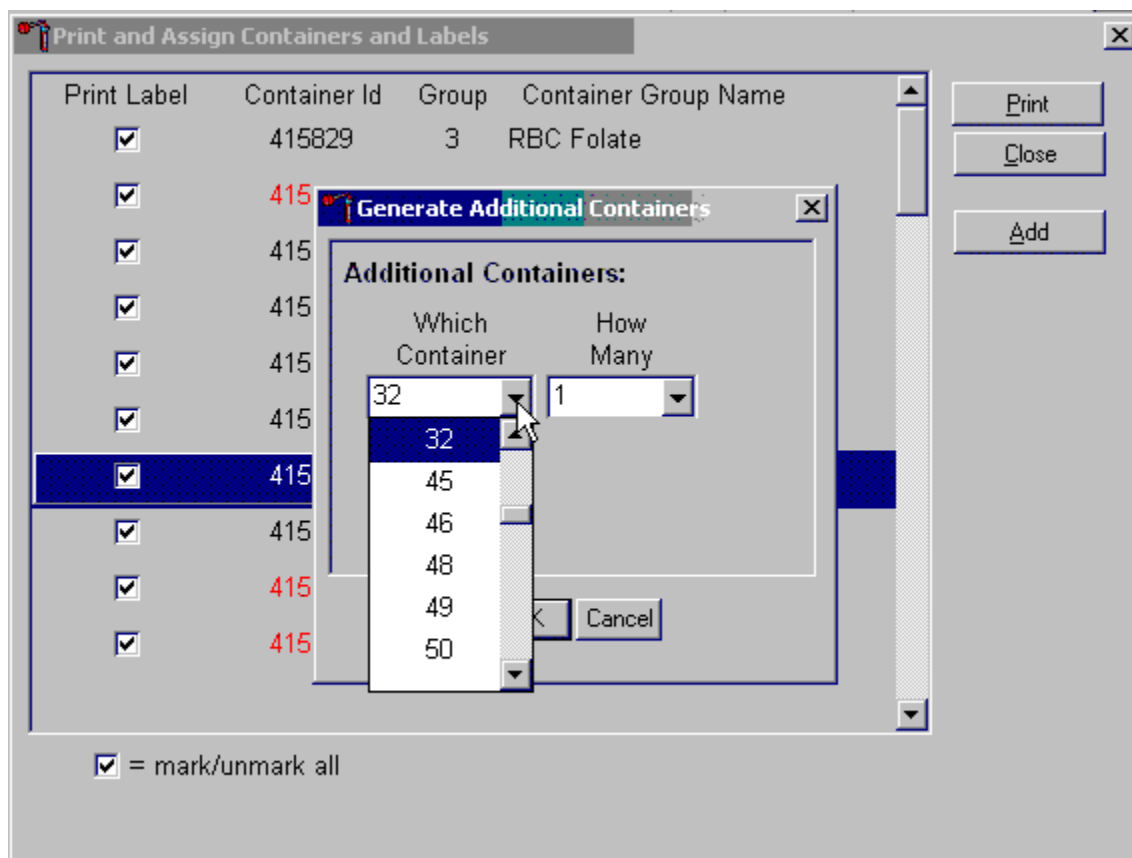 Print and Assign Containers and Labels
Print Label Container Id Group Container Group Name
415829 3 RBC Folate
415
415
415
415
415
415
415
415
415
Print
Close
Add
Generate Additional Containers
Additional Containers:
Which Container
How Many
32
1
32
45
46
48
49
50
K
Cancel
= mark/unmark all